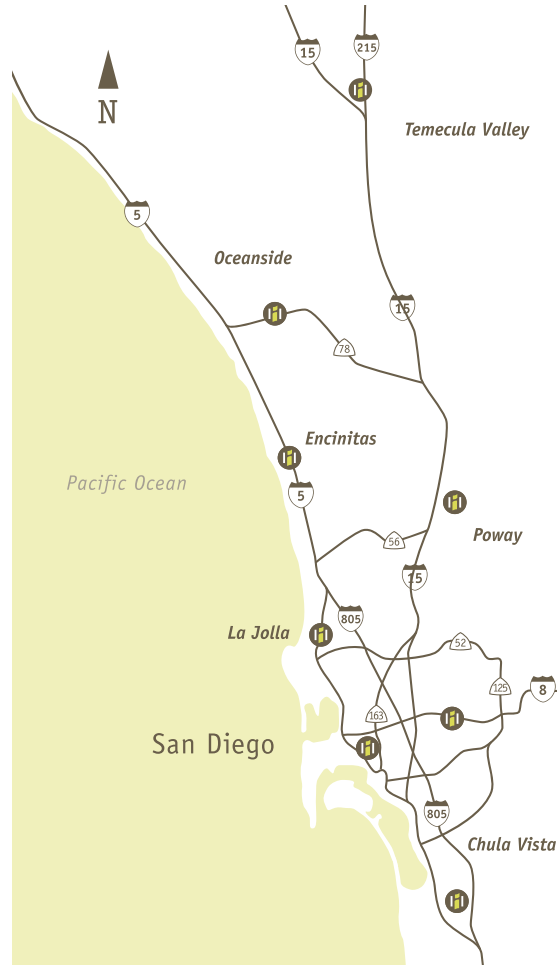 15
215
N
Temecula Valley
5
Oceanside
15
78
Encinitas
Pacific Ocean
5
Poway
56
15
805
La Jolla
52
125
8
163
San Diego
805
Chula Vista